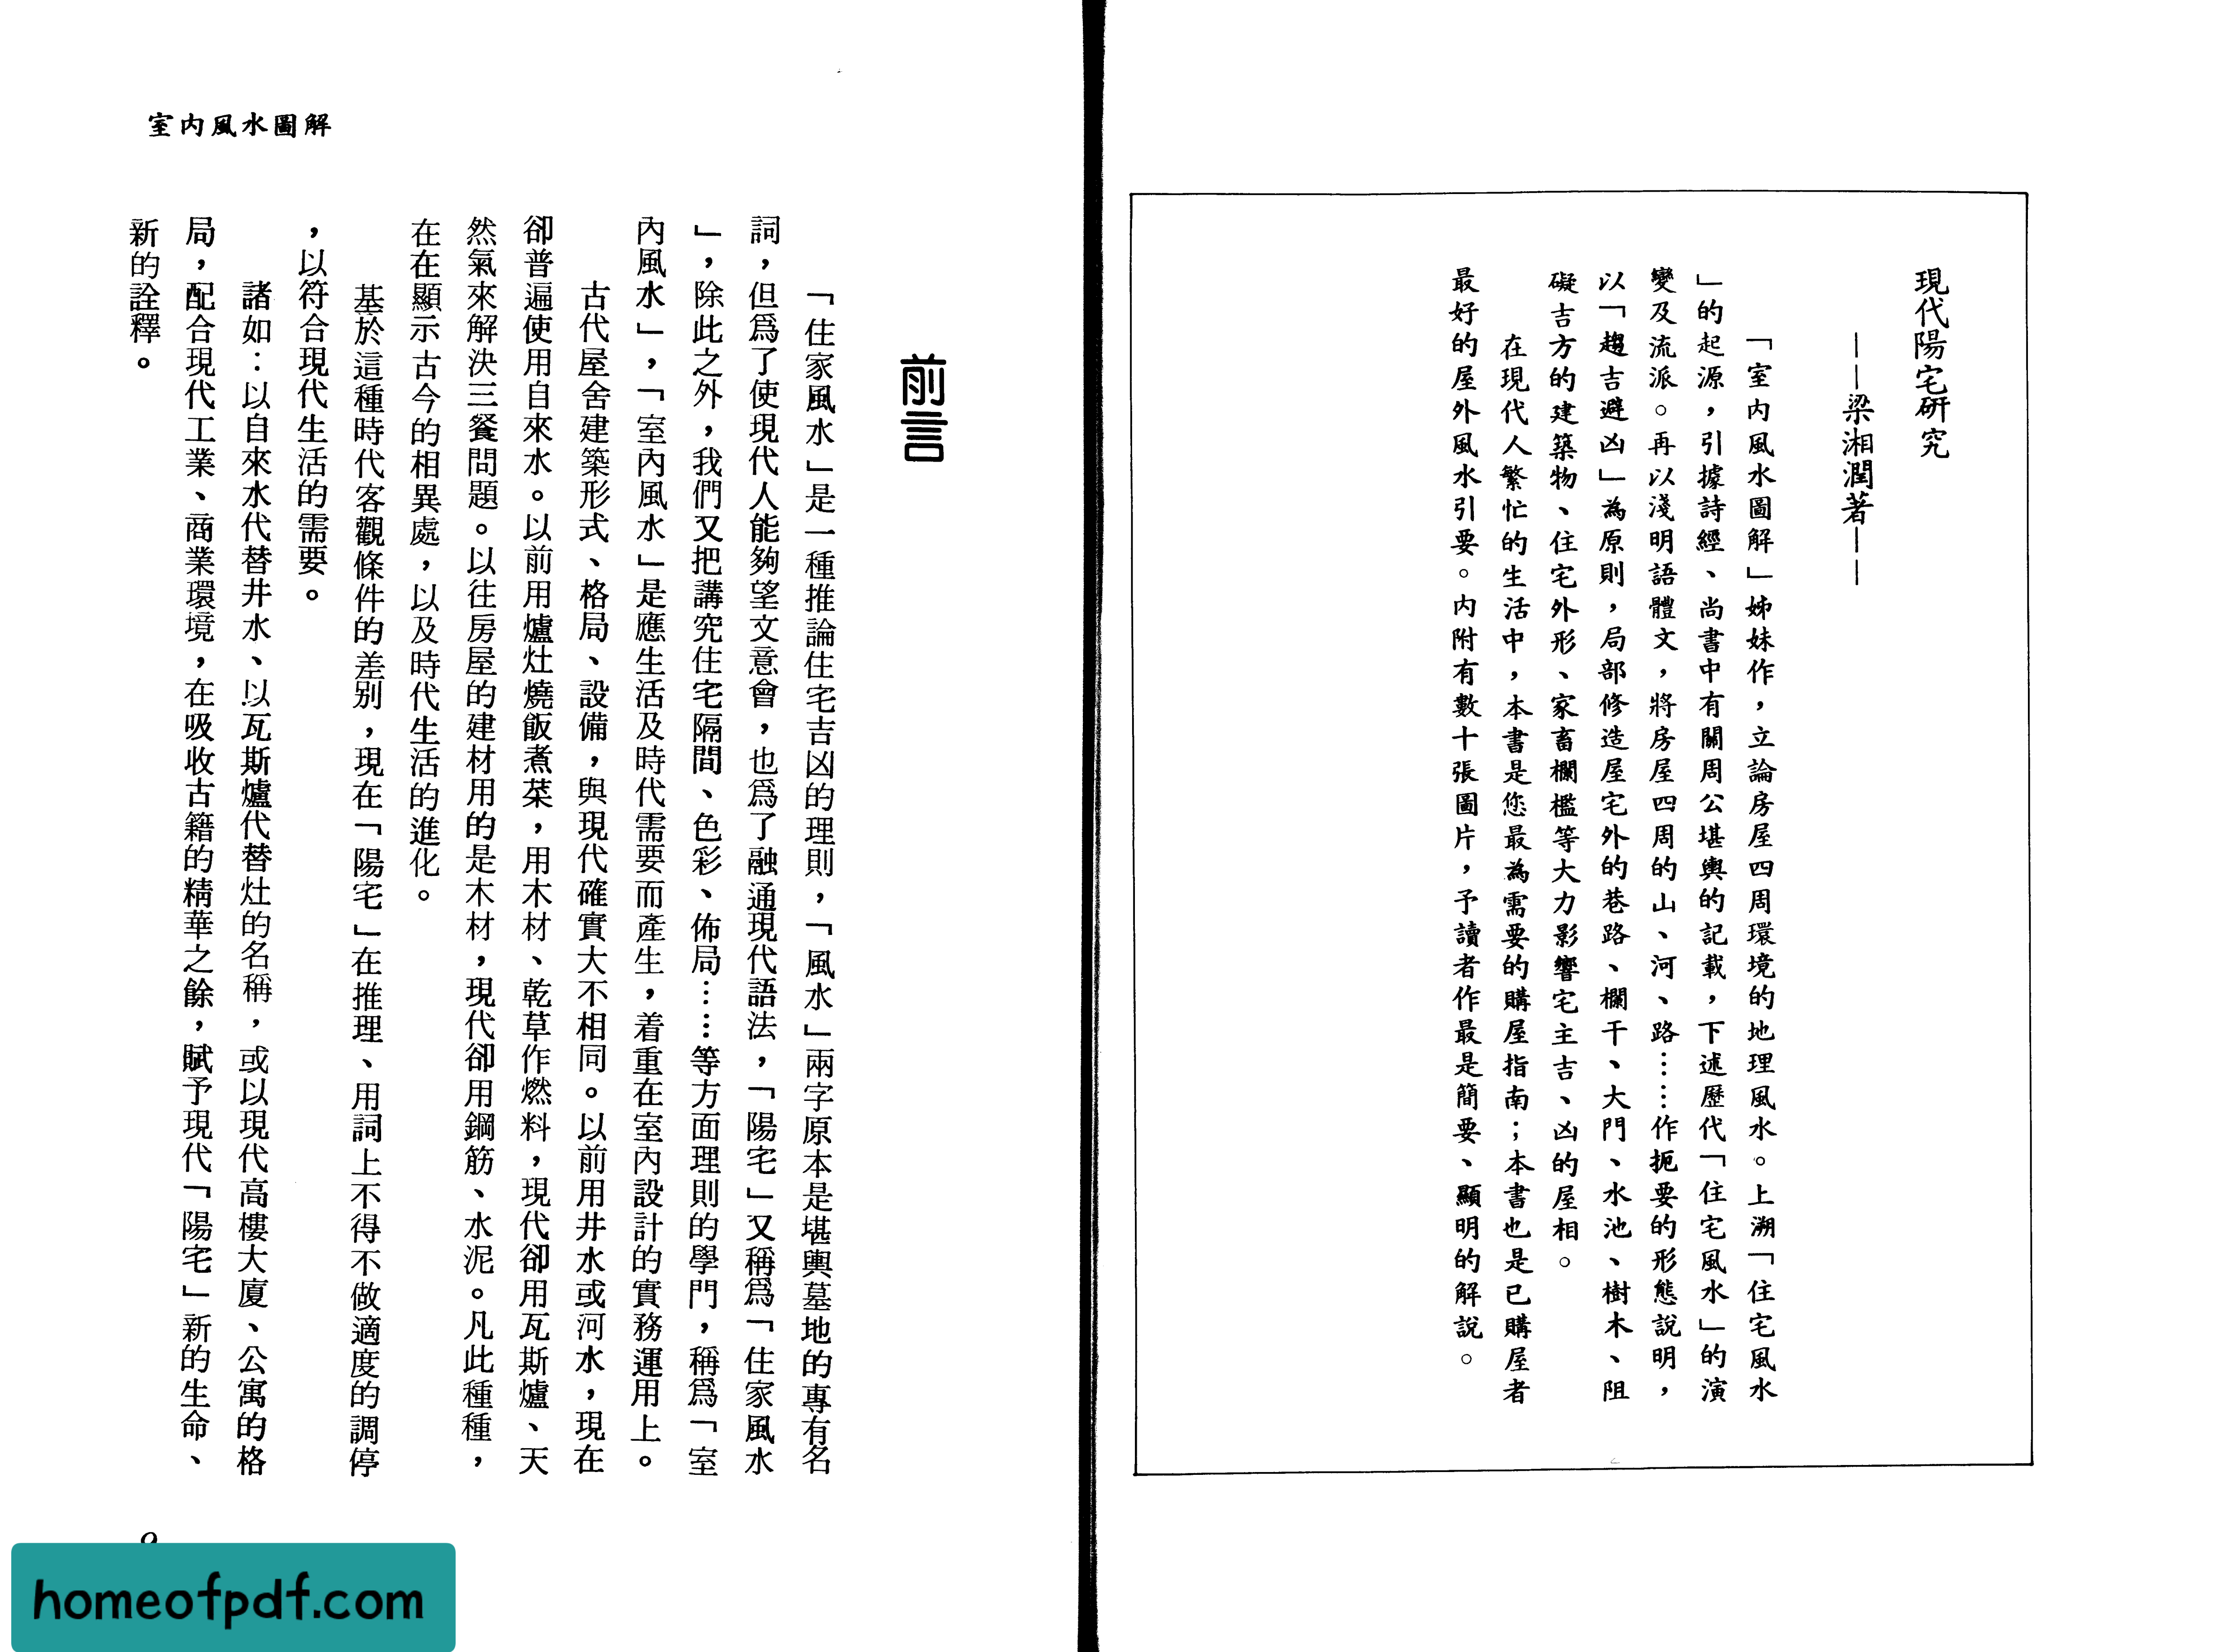 現代陽宅研究
——梁湘潤著——
「室內風水圖解」姊妹作，立論房屋四周環境的地理風水。上溯「住宅風水
」的起源，引據詩經、尚書中有關周公堪輿的記載，下述歷代「住宅風水」的演
變及流派。再以淺明語體文，將房屋四周的山、河、路……作扼要的形態說明，
以「趨吉避凶」為原則，局部修造屋宅外的巷路、欄干、大門、水池、樹木、阻
礙吉方的建築物、住宅外形、家畜欄檻等大力影響宅主吉、凶的屋相。
在現代人繁忙的生活中，本書是您最為需要的購屋指南；本書也是已購屋者
最好的屋外風水引要。內附有數十張圖片，予讀者作最是簡要、顯明的解說。
室內風水圖解
前言
「住家風水」是一種推論住宅吉凶的理則，「風水」兩字原本是堪輿墓地的專有名
詞，但爲了使現代人能夠望文意會，也爲了融通現代語法，「陽宅」又稱爲「住家風水
」，除此之外，我們又把講究住宅隔間、色彩、佈局……等方面理則的學門，稱爲「室
內風水」，「室內風水」是應生活及時代需要而產生，着重在室內設計的實務運用上。
古代屋舍建築形式、格局、設備，與現代確實大不相同。以前用井水或河水，現在
卻普遍使用自來水。以前用爐灶燒飯煮菜，用木材、乾草作燃料，現代卻用瓦斯爐、天
然氣來解決三餐問題。以往房屋的建材用的是木材，現代卻用鋼筋、水泥。凡此種種，
在在顯示古今的相異處，以及時代生活的進化。
基於這種時代客觀條件的差别，現在「陽宅」在推理、用詞上不得不做適度的調停
，以符合現代生活的需要。
諸如：以自來水代替井水、以瓦斯爐代替灶的名稱，或以現代高樓大廈、公寓的格
局，配合現代工業、商業環境，在吸收古籍的精華之餘，賦予現代「陽宅」新的生命、
新的詮釋。
homeofpdf.com